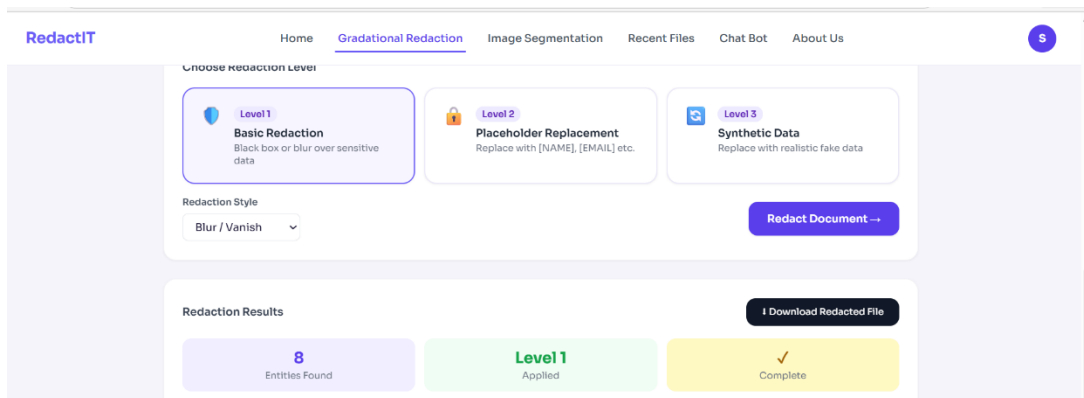 RedactIT
Home Gradational Redaction Image Segmentation Recent Files Chat Bot About Us
S
Choose Redaction Level
Level 1
Basic Redaction
Black box or blur over sensitive
data
Level 2
Placeholder Replacement
Replace with [NAME], [EMAIL] etc.
Level 3
Synthetic Data
Replace with realistic fake data
Redaction Style
Blur / Vanish
Redact Document →
Redaction Results
⬇ Download Redacted File
8
Entities Found
Level 1
Applied
✓
Complete